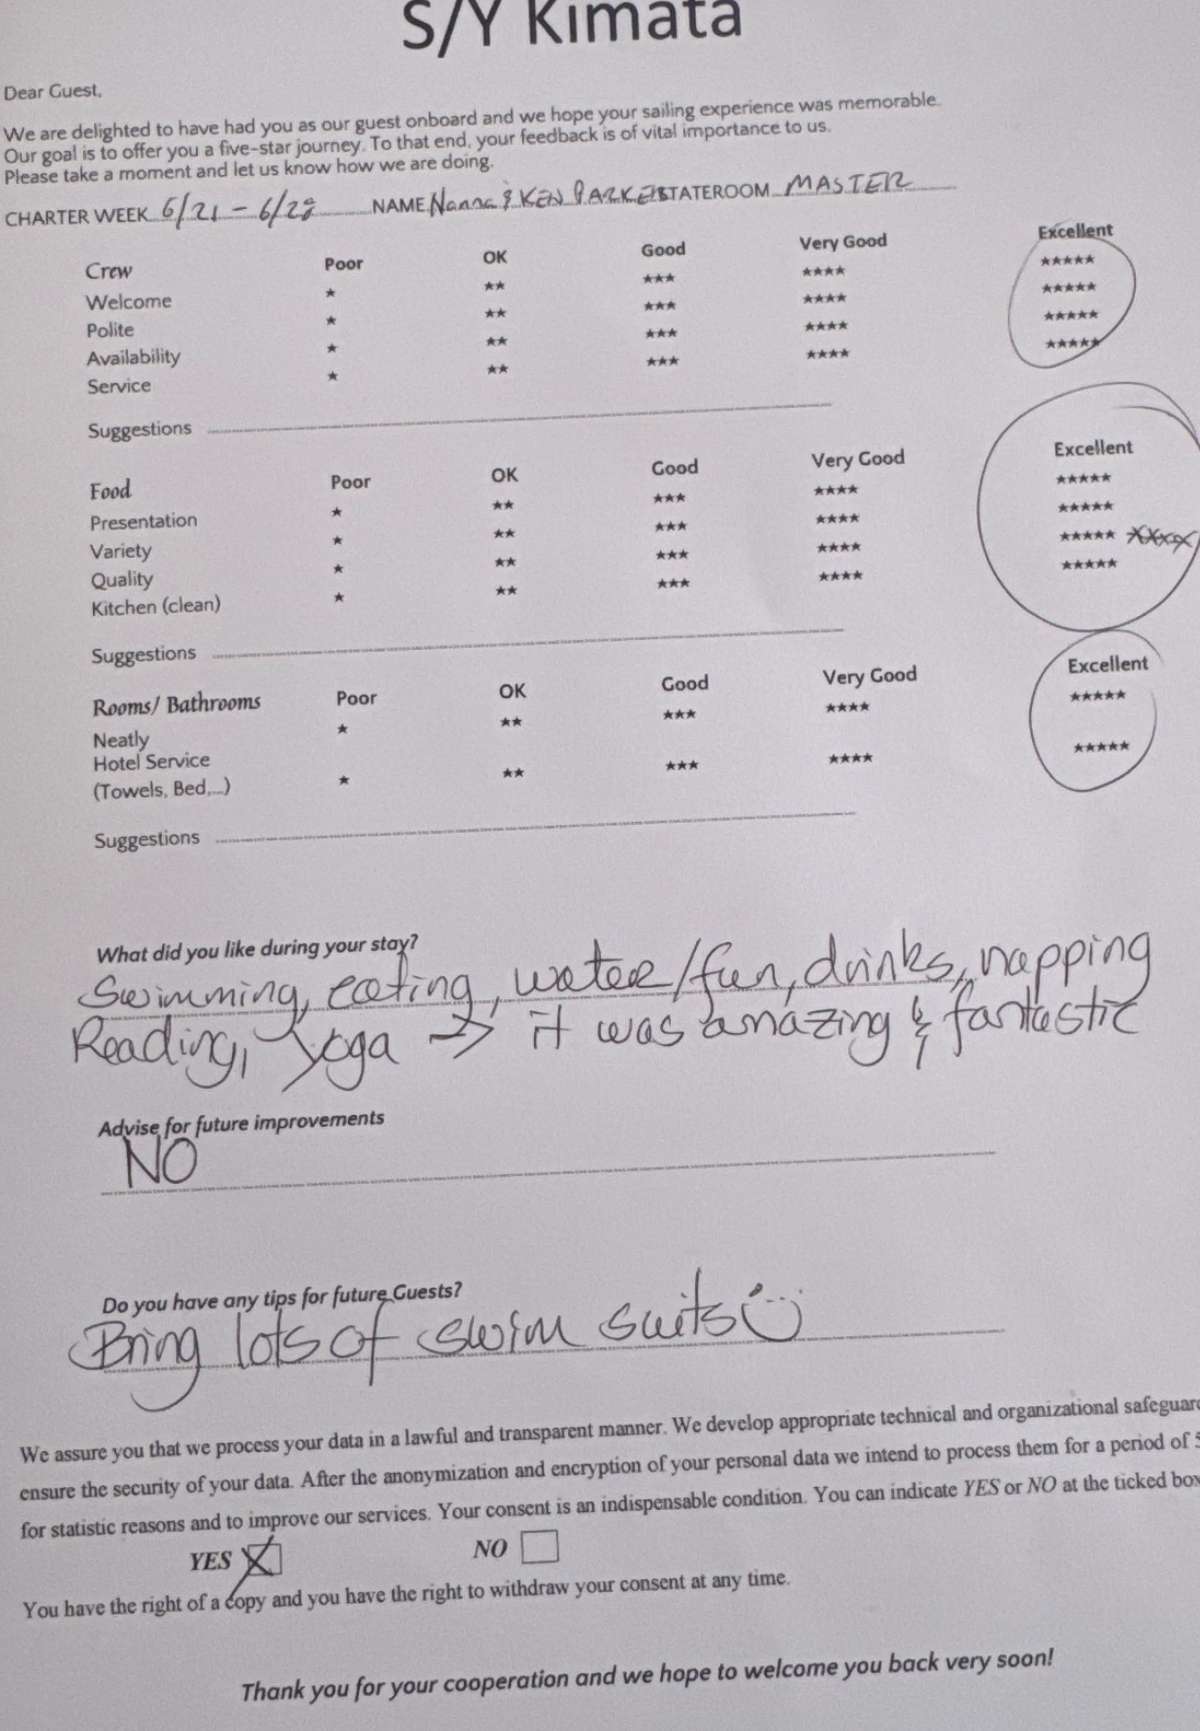 S/Y Kimata
Dear Guest,
We are delighted to have had you as our guest onboard and we hope your sailing experience was memorable.
Our goal is to offer you a five-star journey. To that end, your feedback is of vital importance to us.
Please take a moment and let us know how we are doing.
CHARTER WEEK 6/21 - 6/28 NAME Nanna & KEN PARKER STATEROOM MASTER
Crew Poor OK Good Very Good Excellent
Welcome ★ ★★ ★★★ ★★★★ ★★★★★
Polite ★ ★★ ★★★ ★★★★ ★★★★★
Availability ★ ★★ ★★★ ★★★★ ★★★★★
Service ★ ★★ ★★★ ★★★★ ★★★★★
Suggestions
Food Poor OK Good Very Good Excellent
Presentation ★ ★★ ★★★ ★★★★ ★★★★★
Variety ★ ★★ ★★★ ★★★★ ★★★★★
Quality ★ ★★ ★★★ ★★★★ ★★★★★ XXXX
Kitchen (clean) ★ ★★ ★★★ ★★★★ ★★★★★
Suggestions
Rooms/ Bathrooms Poor OK Good Very Good Excellent
Neatly ★ ★★ ★★★ ★★★★ ★★★★★
Hotel Service
(Towels, Bed,...) ★ ★★ ★★★ ★★★★ ★★★★★
Suggestions
What did you like during your stay?
Swimming, eating, water/fun, drinks, napping
Reading, yoga → it was amazing & fantastic
Advise for future improvements
NO
Do you have any tips for future Guests?
Bring lots of swim suits
We assure you that we process your data in a lawful and transparent manner. We develop appropriate technical and organizational safeguar
ensure the security of your data. After the anonymization and encryption of your personal data we intend to process them for a period of 5
for statistic reasons and to improve our services. Your consent is an indispensable condition. You can indicate YES or NO at the ticked box
YES X NO
You have the right of a copy and you have the right to withdraw your consent at any time.
Thank you for your cooperation and we hope to welcome you back very soon!